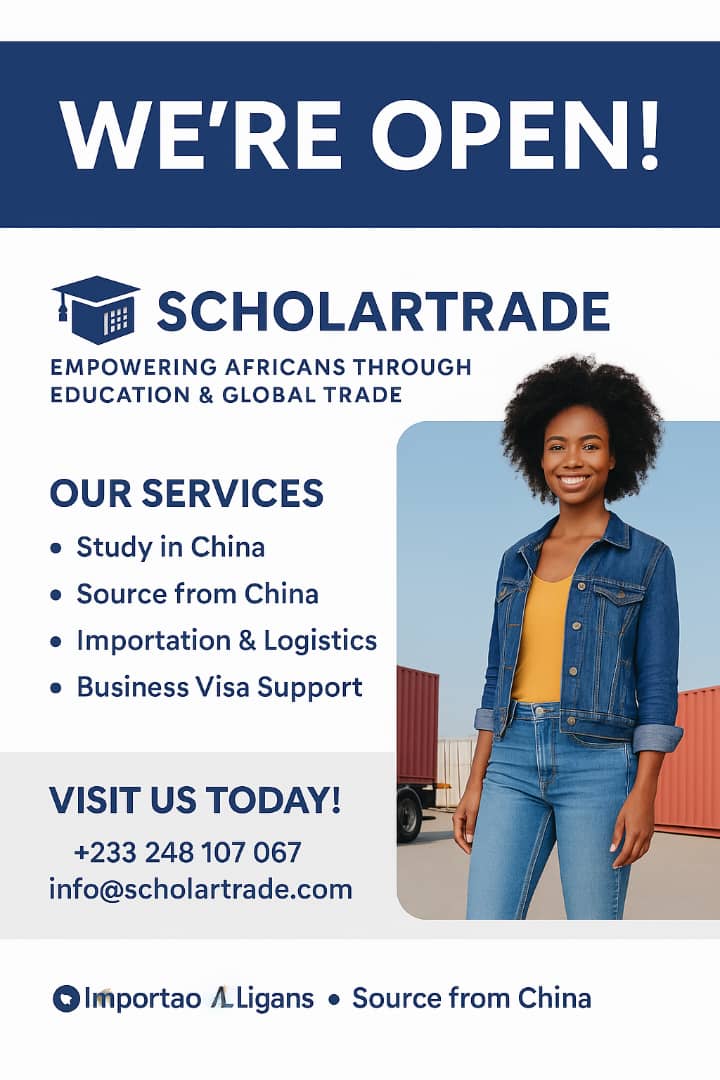 WE'RE OPEN!
SCHOLARTRADE
EMPOWERING AFRICANS THROUGH
EDUCATION & GLOBAL TRADE
OUR SERVICES
• Study in China
• Source from China
• Importation & Logistics
• Business Visa Support
VISIT US TODAY!
+233 248 107 067
info@scholartrade.com
Importao Ligans • Source from China